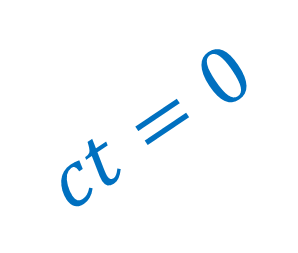 ct = 0